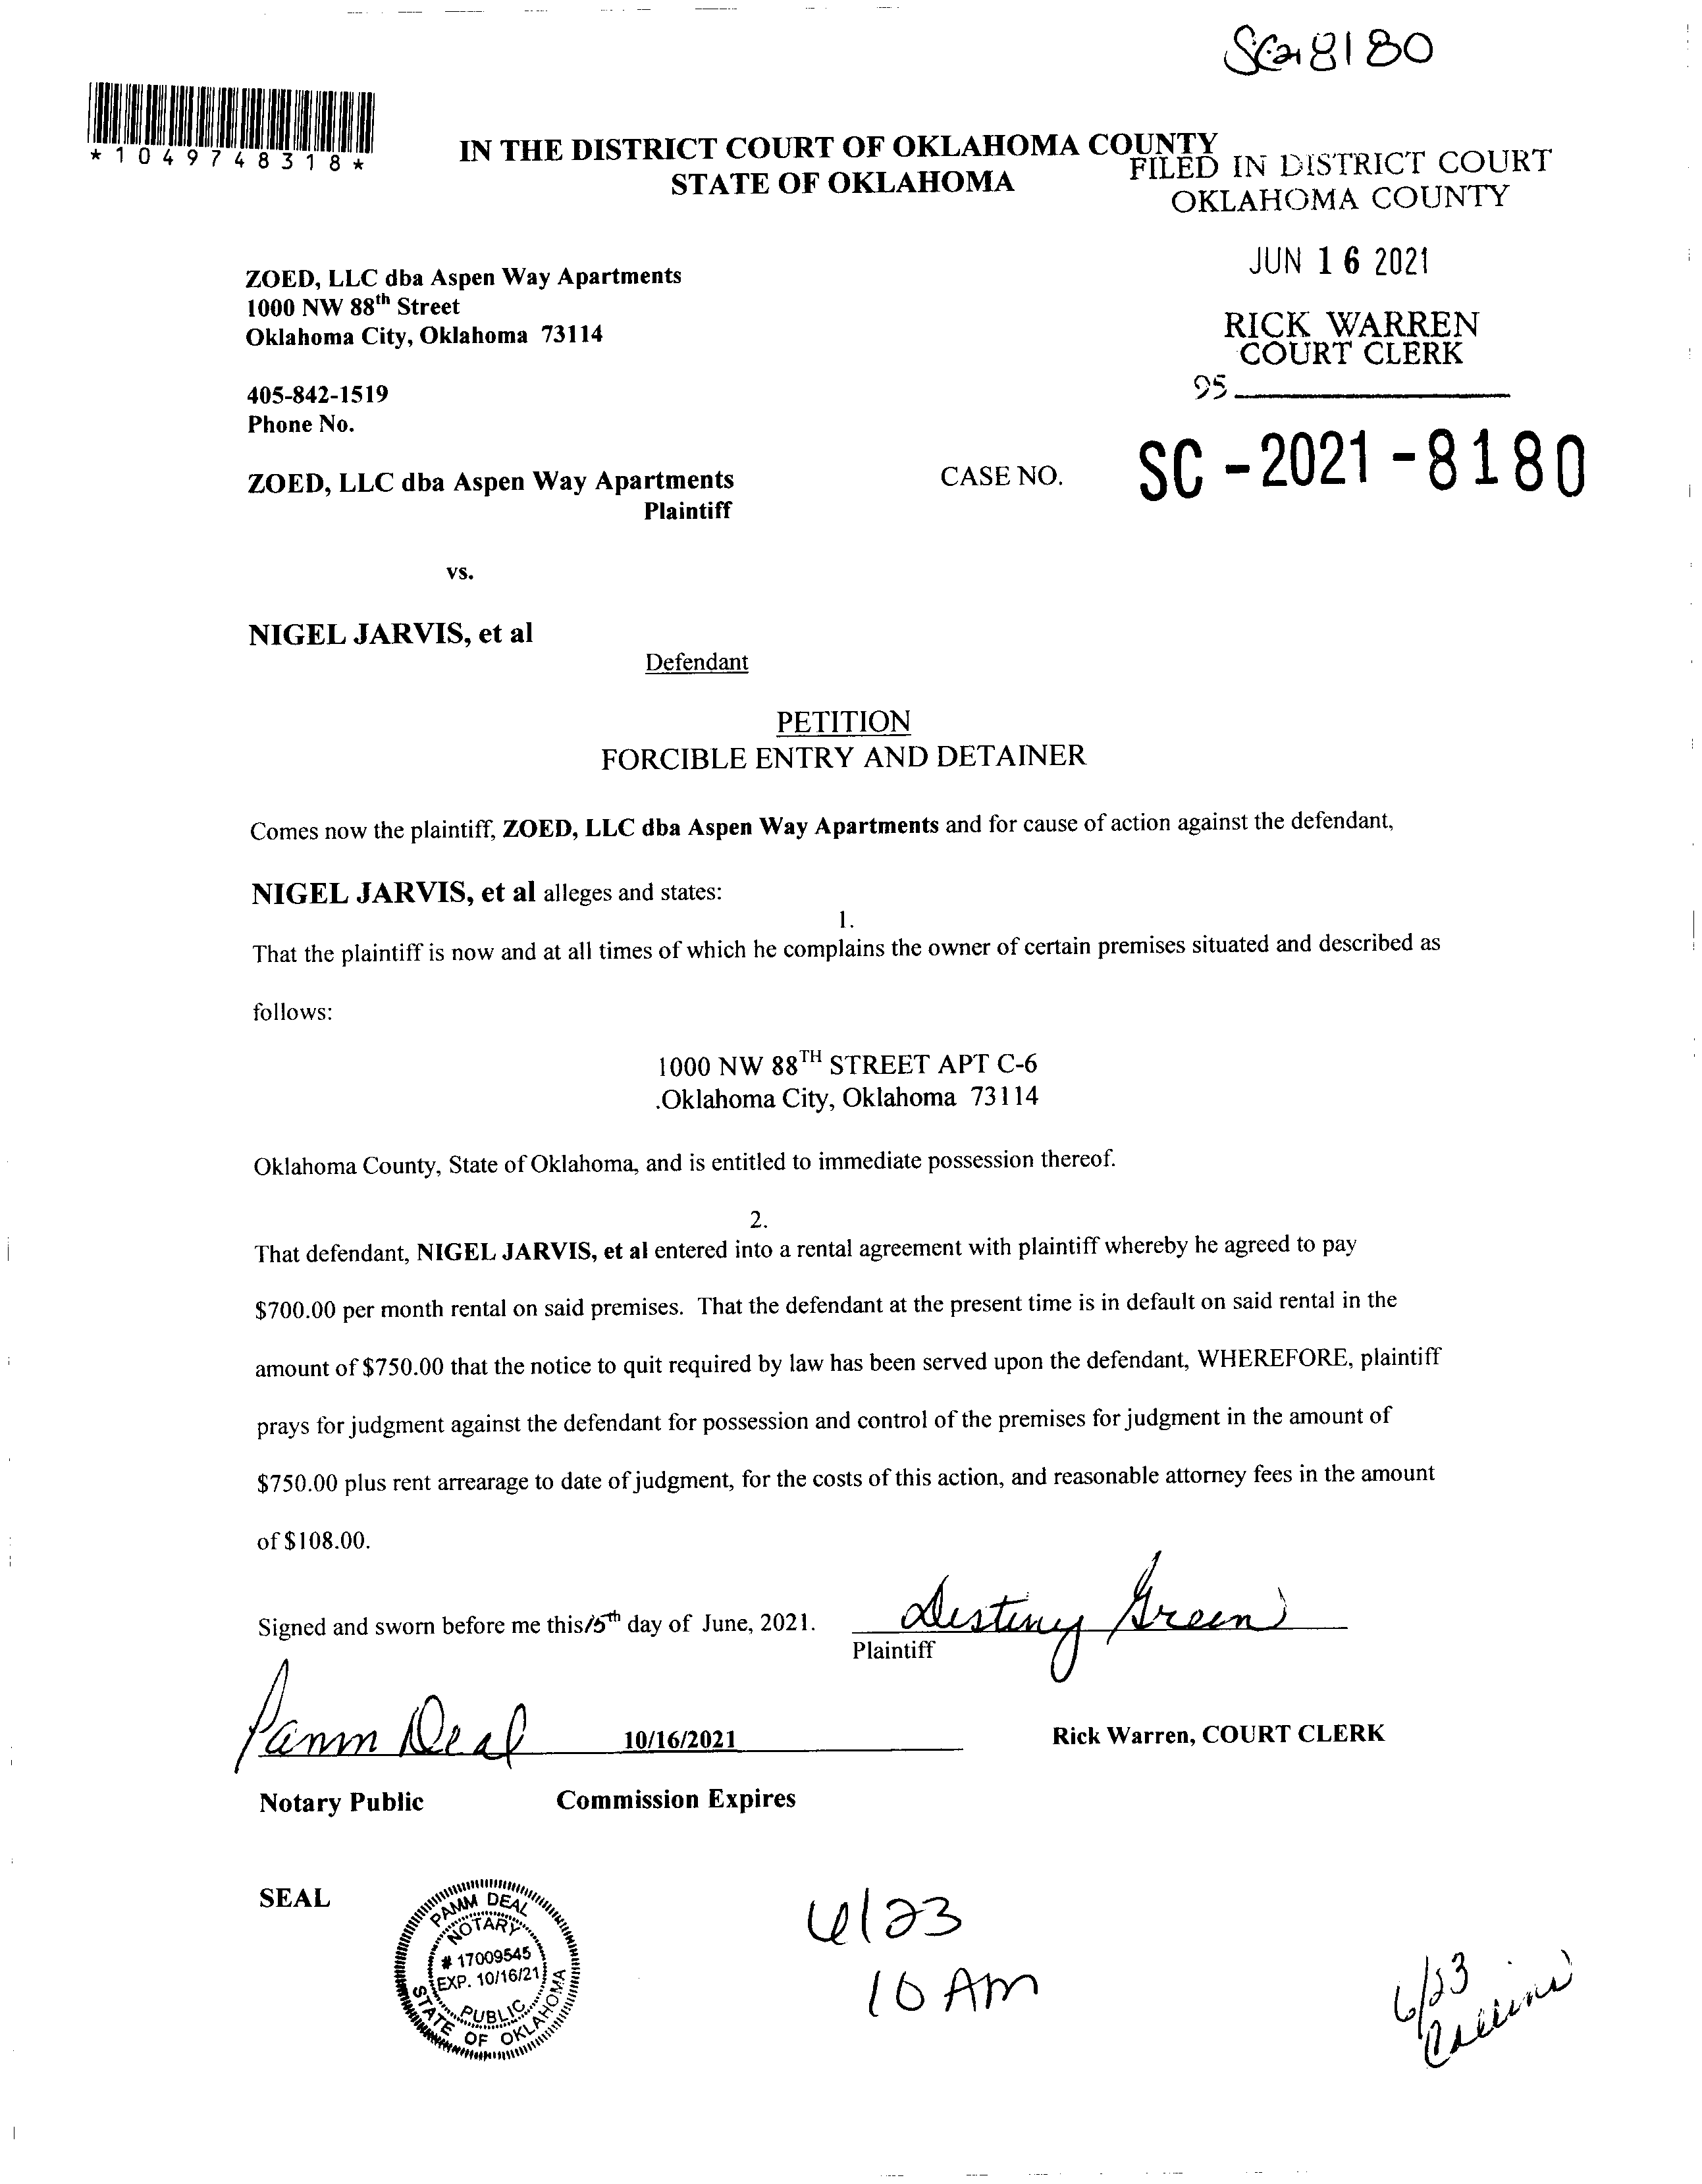 SC21 8180
*1049748318*
IN THE DISTRICT COURT OF OKLAHOMA COUNTY
STATE OF OKLAHOMA
FILED IN DISTRICT COURT
OKLAHOMA COUNTY
JUN 16 2021
RICK WARREN
COURT CLERK
95
ZOED, LLC dba Aspen Way Apartments
1000 NW 88th Street
Oklahoma City, Oklahoma 73114
405-842-1519
Phone No.
ZOED, LLC dba Aspen Way Apartments
Plaintiff
CASE NO. SC-2021-8180
vs.
NIGEL JARVIS, et al
Defendant
PETITION
FORCIBLE ENTRY AND DETAINER
Comes now the plaintiff, ZOED, LLC dba Aspen Way Apartments and for cause of action against the defendant,
NIGEL JARVIS, et al alleges and states:
1.
That the plaintiff is now and at all times of which he complains the owner of certain premises situated and described as
follows:
1000 NW 88TH STREET APT C-6
.Oklahoma City, Oklahoma 73114
Oklahoma County, State of Oklahoma, and is entitled to immediate possession thereof.
2.
That defendant, NIGEL JARVIS, et al entered into a rental agreement with plaintiff whereby he agreed to pay
$700.00 per month rental on said premises. That the defendant at the present time is in default on said rental in the
amount of $750.00 that the notice to quit required by law has been served upon the defendant, WHEREFORE, plaintiff
prays for judgment against the defendant for possession and control of the premises for judgment in the amount of
$750.00 plus rent arrearage to date of judgment, for the costs of this action, and reasonable attorney fees in the amount
of $108.00.
Signed and sworn before me this 15th day of June, 2021.
Destiny Green
Plaintiff
Pamm Deal
10/16/2021
Rick Warren, COURT CLERK
Notary Public
Commission Expires
SEAL
PAMM DEAL
NOTARY
# 17009545
EXP. 10/16/21
PUBLIC
STATE OF OKLAHOMA
6/23
10 AM
6/23